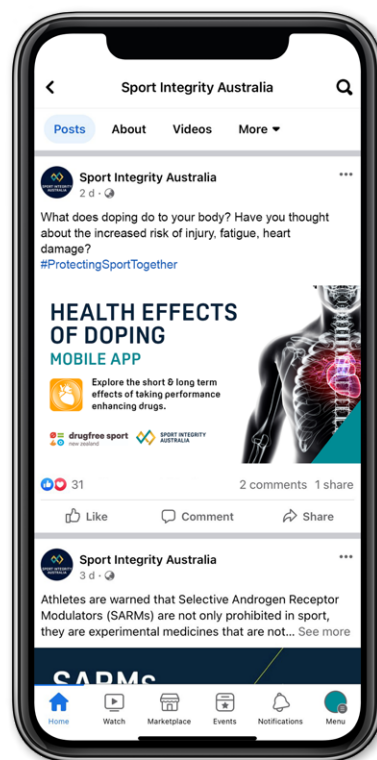 Sport Integrity Australia
Posts About Videos More
Sport Integrity Australia
2 d ·
What does doping do to your body? Have you thought
about the increased risk of injury, fatigue, heart
damage?
#ProtectingSportTogether
HEALTH EFFECTS
OF DOPING
MOBILE APP
Explore the short & long term
effects of taking performance
enhancing drugs.
drugfree sport
new zealand
SPORT INTEGRITY
AUSTRALIA
31 2 comments 1 share
Like Comment Share
Sport Integrity Australia
3 d ·
Athletes are warned that Selective Androgen Receptor
Modulators (SARMs) are not only prohibited in sport,
they are experimental medicines that are not... See more
SARMs
Home Watch Marketplace Events Notifications Menu